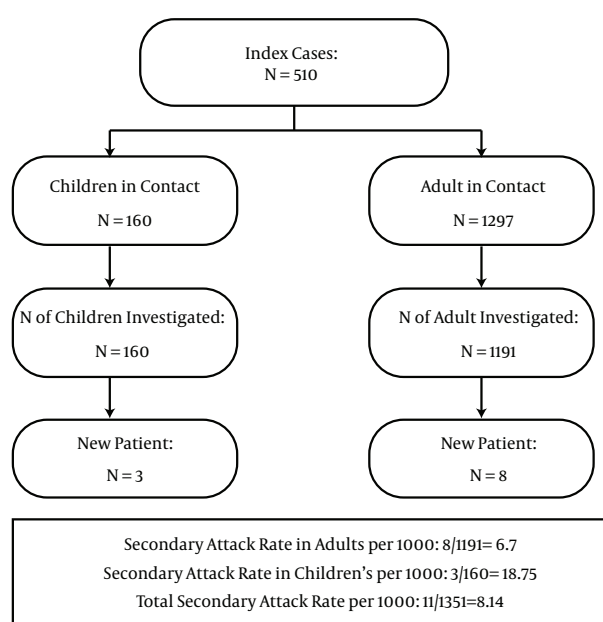 Index Cases:
N = 510
Children in Contact
N = 160
Adult in Contact
N = 1297
N of Children Investigated:
N = 160
N of Adult Investigated:
N = 1191
New Patient:
N = 3
New Patient:
N = 8
Secondary Attack Rate in Adults per 1000: 8/1191= 6.7
Secondary Attack Rate in Children’s per 1000: 3/160= 18.75
Total Secondary Attack Rate per 1000: 11/1351=8.14